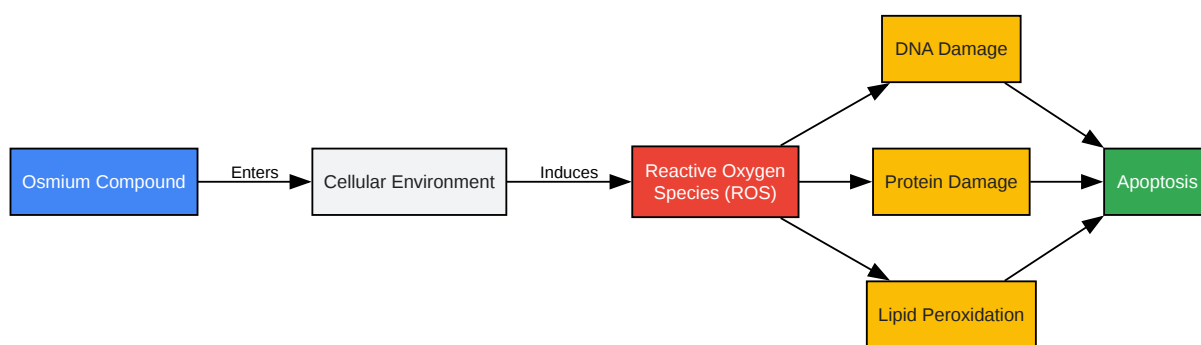 DNA Damage
Osmium Compound
Enters
Cellular Environment
Induces
Reactive Oxygen
Species (ROS)
Protein Damage
Apoptosis
Lipid Peroxidation